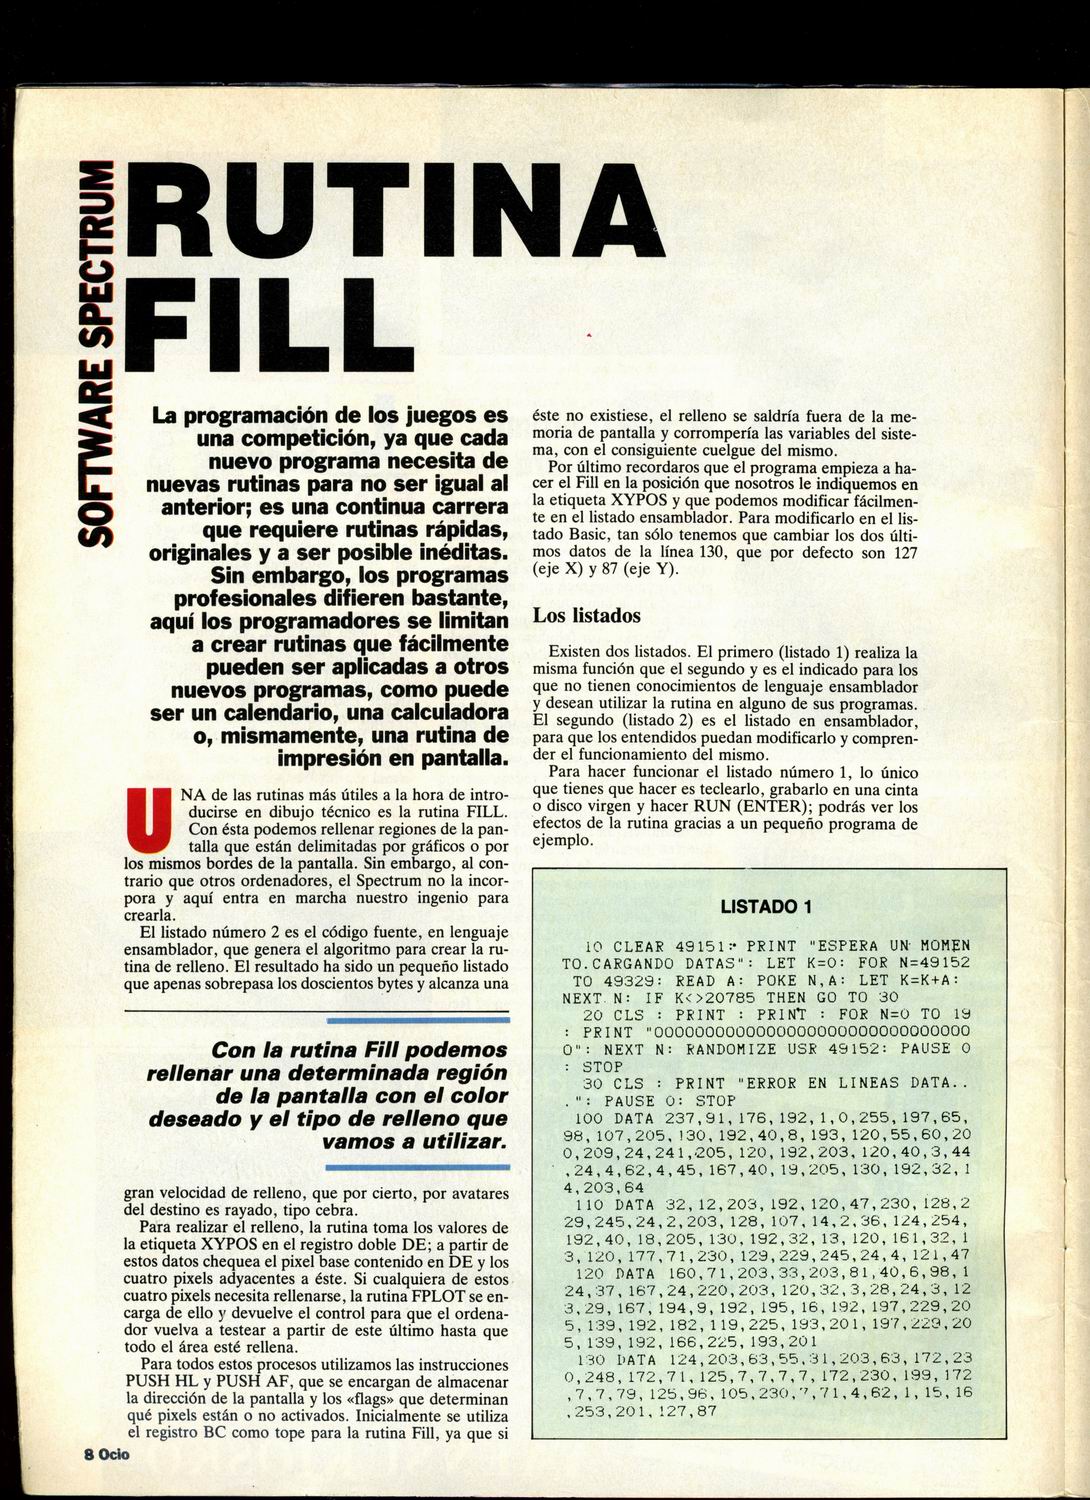 SOFTWARE SPECTRUM
RUTINA
FILL
La programación de los juegos es
una competición, ya que cada
nuevo programa necesita de
nuevas rutinas para no ser igual al
anterior; es una continua carrera
que requiere rutinas rápidas,
originales y a ser posible inéditas.
Sin embargo, los programas
profesionales difieren bastante,
aquí los programadores se limitan
a crear rutinas que fácilmente
pueden ser aplicadas a otros
nuevos programas, como puede
ser un calendario, una calculadora
o, mismamente, una rutina de
impresión en pantalla.
UNA de las rutinas más útiles a la hora de intro-
ducirse en dibujo técnico es la rutina FILL.
Con ésta podemos rellenar regiones de la pan-
talla que están delimitadas por gráficos o por
los mismos bordes de la pantalla. Sin embargo, al con-
trario que otros ordenadores, el Spectrum no la incor-
pora y aquí entra en marcha nuestro ingenio para
crearla.
El listado número 2 es el código fuente, en lenguaje
ensamblador, que genera el algoritmo para crear la ru-
tina de relleno. El resultado ha sido un pequeño listado
que apenas sobrepasa los doscientos bytes y alcanza una
Con la rutina Fill podemos
rellenar una determinada región
de la pantalla con el color
deseado y el tipo de relleno que
vamos a utilizar.
gran velocidad de relleno, que por cierto, por avatares
del destino es rayado, tipo cebra.
Para realizar el relleno, la rutina toma los valores de
la etiqueta XYPOS en el registro doble DE; a partir de
estos datos chequea el pixel base contenido en DE y los
cuatro pixels adyacentes a éste. Si cualquiera de estos
cuatro pixels necesita rellenarse, la rutina FPLOT se en-
carga de ello y devuelve el control para que el ordena-
dor vuelva a testear a partir de este último hasta que
todo el área esté rellena.
Para todos estos procesos utilizamos las instrucciones
PUSH HL y PUSH AF, que se encargan de almacenar
la dirección de la pantalla y los «flags» que determinan
qué pixels están o no activados. Inicialmente se utiliza
el registro BC como tope para la rutina Fill, ya que si
éste no existiese, el relleno se saldría fuera de la me-
moria de pantalla y corrompería las variables del siste-
ma, con el consiguiente cuelgue del mismo.
Por último recordaros que el programa empieza a ha-
cer el Fill en la posición que nosotros le indiquemos en
la etiqueta XYPOS y que podemos modificar fácilmen-
te en el listado ensamblador. Para modificarlo en el lis-
tado Basic, tan sólo tenemos que cambiar los dos últi-
mos datos de la línea 130, que por defecto son 127
(eje X) y 87 (eje Y).
Los listados
Existen dos listados. El primero (listado 1) realiza la
misma función que el segundo y es el indicado para los
que no tienen conocimientos de lenguaje ensamblador
y desean utilizar la rutina en alguno de sus programas.
El segundo (listado 2) es el listado en ensamblador,
para que los entendidos puedan modificarlo y compren-
der el funcionamiento del mismo.
Para hacer funcionar el listado número 1, lo único
que tienes que hacer es teclearlo, grabarlo en una cinta
o disco virgen y hacer RUN (ENTER); podrás ver los
efectos de la rutina gracias a un pequeño programa de
ejemplo.
LISTADO 1
10 CLEAR 49151: PRINT "ESPERA UN MOMEN
TO.CARGANDO DATAS": LET K=0: FOR N=49152
TO 49329: READ A: POKE N,A: LET K=K+A:
NEXT N: IF K<>20785 THEN GO TO 30
20 CLS : PRINT : PRINT : FOR N=0 TO 19
: PRINT "0000000000000000000000000000000
0": NEXT N: RANDOMIZE USR 49152: PAUSE 0
: STOP
30 CLS : PRINT "ERROR EN LINEAS DATA..
.": PAUSE 0: STOP
100 DATA 237,91,176,192,1,0,255,197,65,
98,107,205,130,192,40,8,193,120,55,60,20
0,209,24,241,205,120,192,203,120,40,3,44
,24,4,62,4,45,167,40,19,205,130,192,32,1
4,203,64
110 DATA 32,12,203,192,120,47,230,128,2
29,245,24,2,203,128,107,14,2,36,124,254,
192,40,18,205,130,192,32,13,120,161,32,1
3,120,177,71,230,129,229,245,24,4,121,47
120 DATA 160,71,203,33,203,81,40,6,98,1
24,37,167,24,220,203,120,32,3,28,24,3,12
3,29,167,194,9,192,195,16,192,197,229,20
5,139,192,182,119,225,193,201,197,229,20
5,139,192,166,225,193,201
130 DATA 124,203,63,55,31,203,63,172,23
0,248,172,71,125,7,7,7,7,172,230,199,172
,7,7,79,125,96,105,230,7,71,4,62,1,15,16
,253,201,127,87
8 Ocio